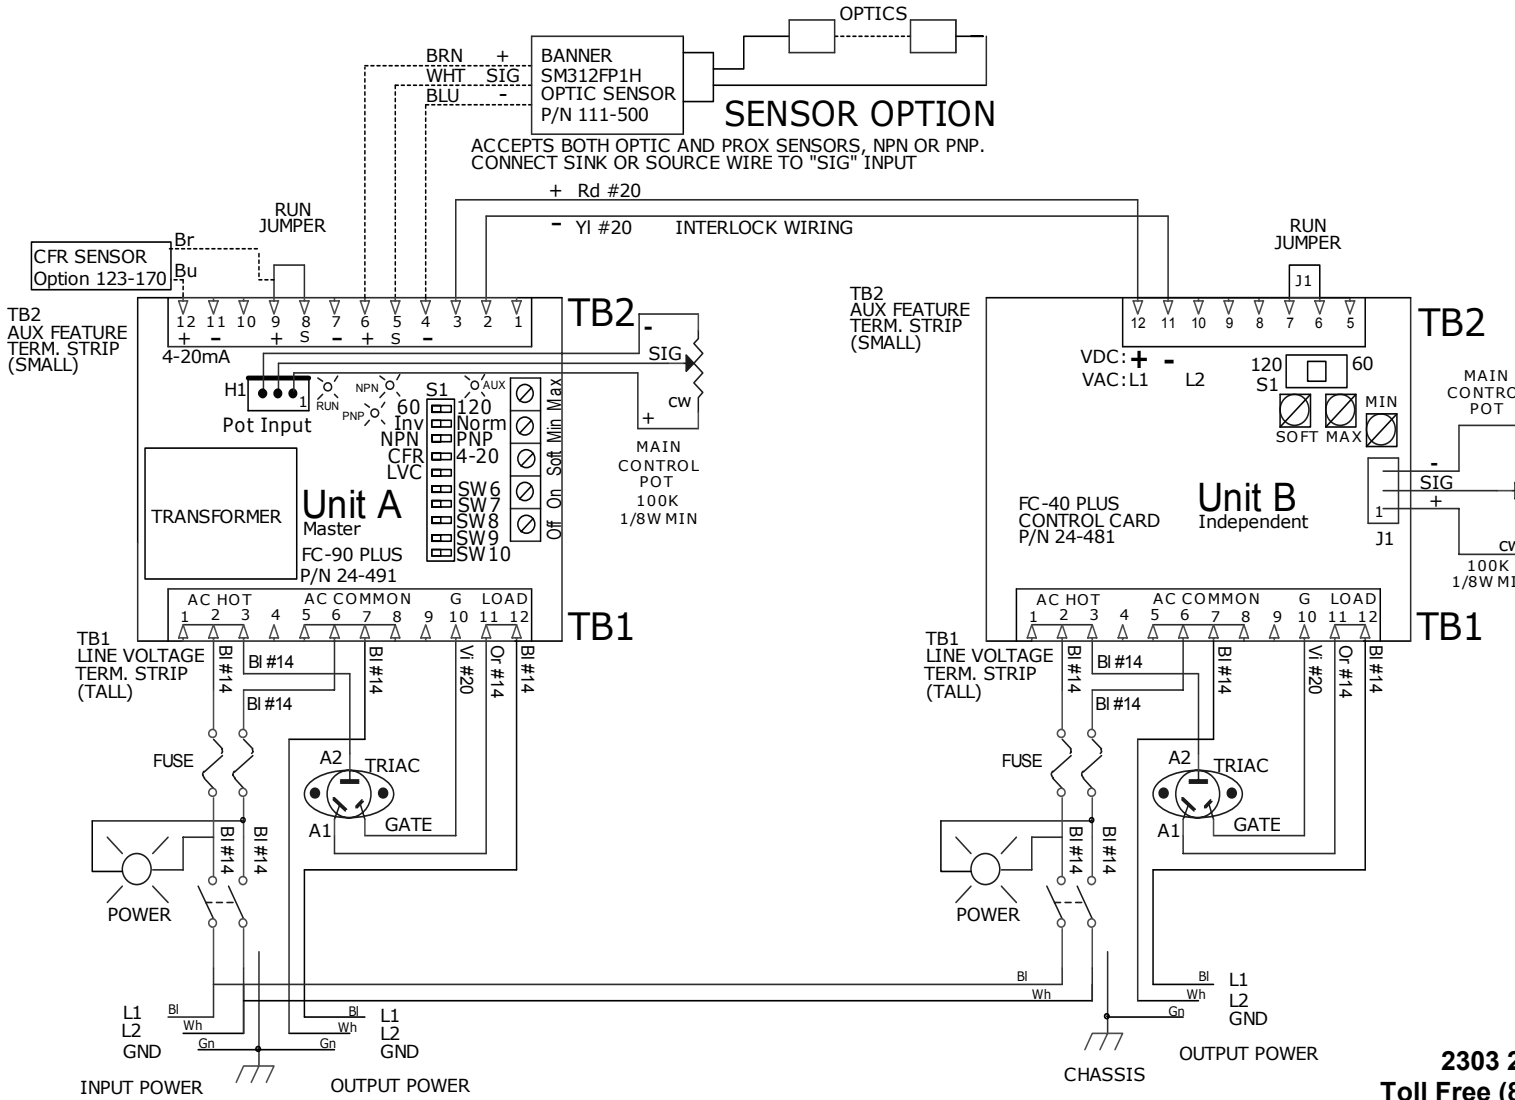 OPTICS
BRN +
WHT SIG
BLU -
BANNER
SM312FP1H
OPTIC SENSOR
P/N 111-500
SENSOR OPTION
ACCEPTS BOTH OPTIC AND PROX SENSORS, NPN OR PNP.
CONNECT SINK OR SOURCE WIRE TO "SIG" INPUT
+ Rd #20
- Yl #20 INTERLOCK WIRING
RUN
JUMPER
CFR SENSOR
Option 123-170
Br
Bu
TB2
AUX FEATURE
TERM. STRIP
(SMALL)
12 11 10 9 8 7 6 5 4 3 2 1
+ - + S - + S -
4-20mA
TB2
H1
1
Pot Input
RUN
NPN
PNP
AUX
S1
60 120
Inv Norm
NPN PNP
CFR 4-20
LVC
SW6
SW7
SW8
SW9
SW10
Off On Soft Min Max
-
SIG
cw
+
MAIN
CONTROL
POT
100K
1/8W MIN
TRANSFORMER
Unit A
Master
FC-90 PLUS
P/N 24-491
AC HOT AC COMMON G LOAD
1 2 3 4 5 6 7 8 9 10 11 12
TB1
TB1
LINE VOLTAGE
TERM. STRIP
(TALL)
Bl #14
Bl #14
Bl #14
Bl #14
Vi #20
Or #14
Bl #14
FUSE
A2
TRIAC
A1
GATE
Bl #14
Bl #14
POWER
L1 Bl
L2 Wh
GND Gn
INPUT POWER
Bl L1
Wh L2
Gn GND
OUTPUT POWER
RUN
JUMPER
J1
TB2
AUX FEATURE
TERM. STRIP
(SMALL)
12 11 10 9 8 7 6 5
TB2
VDC: + -
VAC: L1 L2
120 60
S1
SOFT MAX
MIN
MAIN
POT
-
SIG
+
1
J1
100K
1/8W
FC-40 PLUS
CONTROL CARD
P/N 24-481
Unit B
Independent
AC HOT AC COMMON G LOAD
1 2 3 4 5 6 7 8 9 10 11 12
TB1
TB1
LINE VOLTAGE
TERM. STRIP
(TALL)
Bl #14
Bl #14
Bl #14
Bl #14
Vi #20
Or #14
Bl #14
FUSE
A2
TRIAC
A1
GATE
Bl #14
Bl #14
POWER
Bl
Wh
CHASSIS
Bl L1
Wh L2
Gn GND
OUTPUT POWER
2303
Toll Free